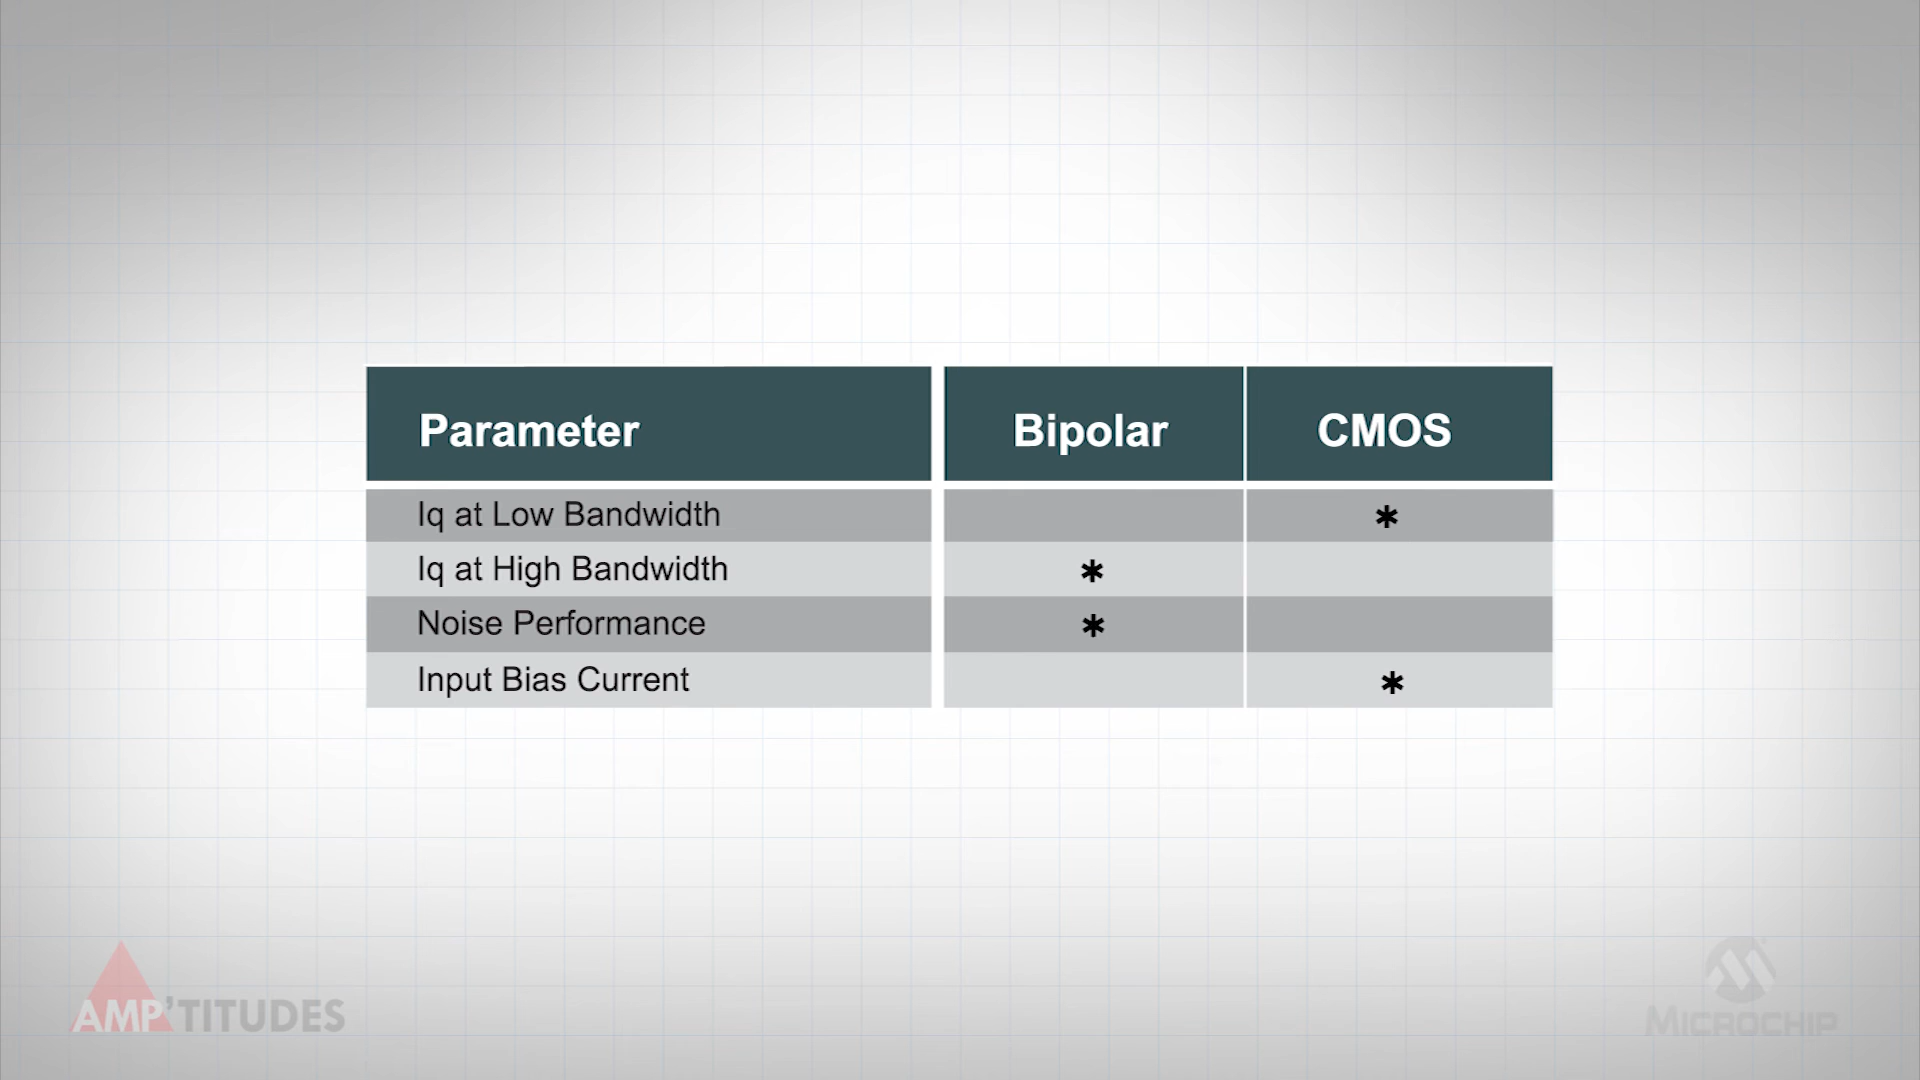 Parameter Bipolar CMOS
Iq at Low Bandwidth *
Iq at High Bandwidth *
Noise Performance *
Input Bias Current *
AMP'TITUDES
MICROCHIP